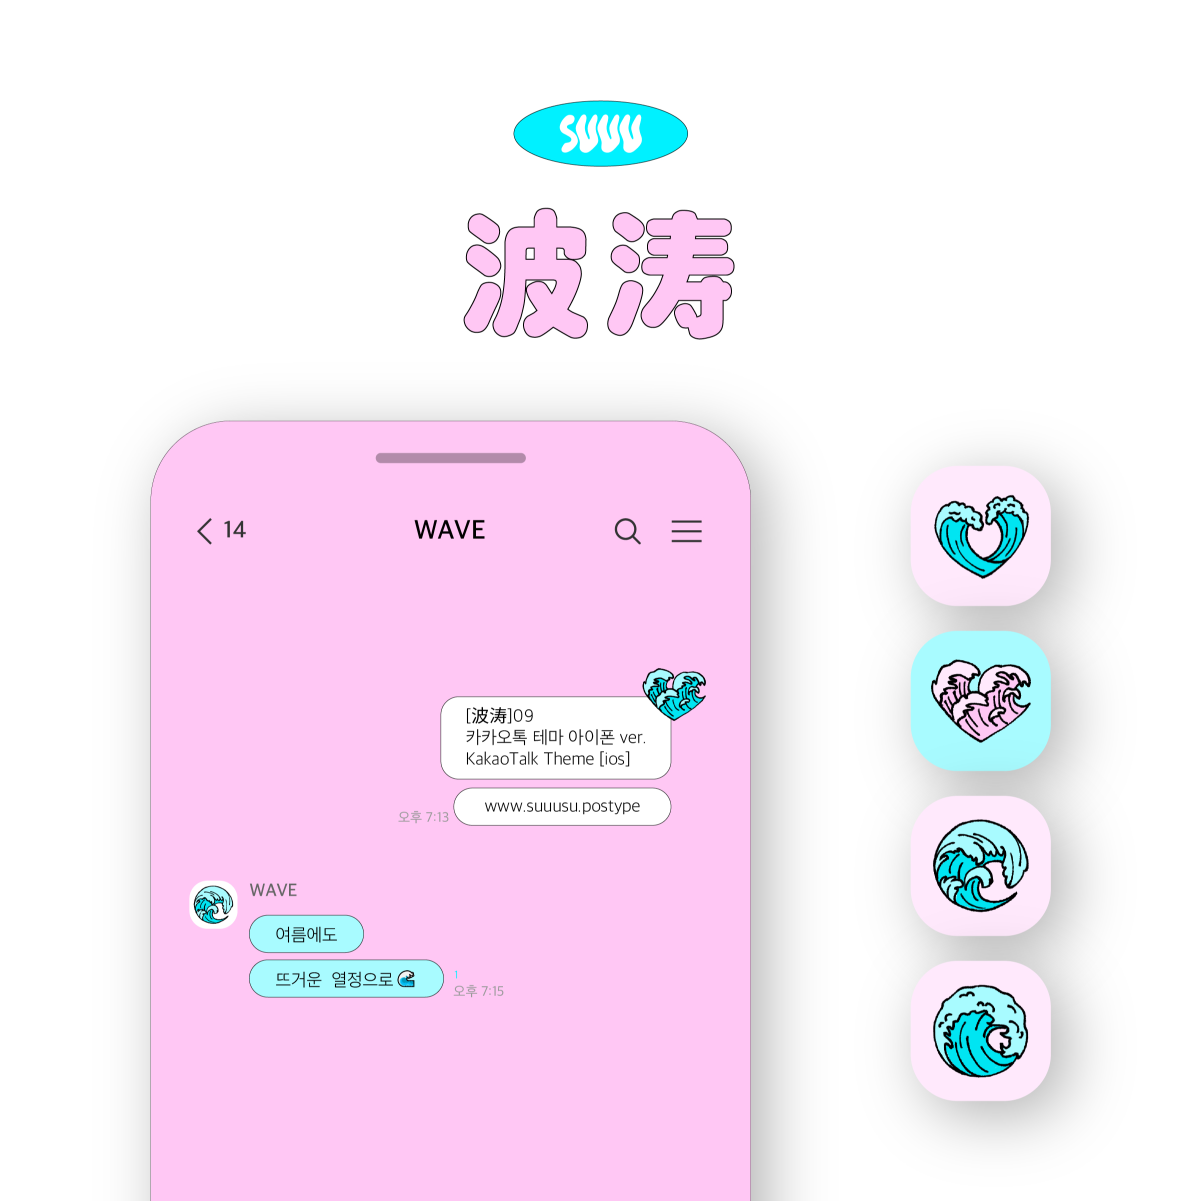 SUUU
波涛
14
WAVE
[波涛]09
카카오톡 테마 아이폰 ver.
KakaoTalk Theme [ios]
www.suuusu.postype
오후 7:13
WAVE
여름에도
뜨거운 열정으로🌊
1
오후 7:15